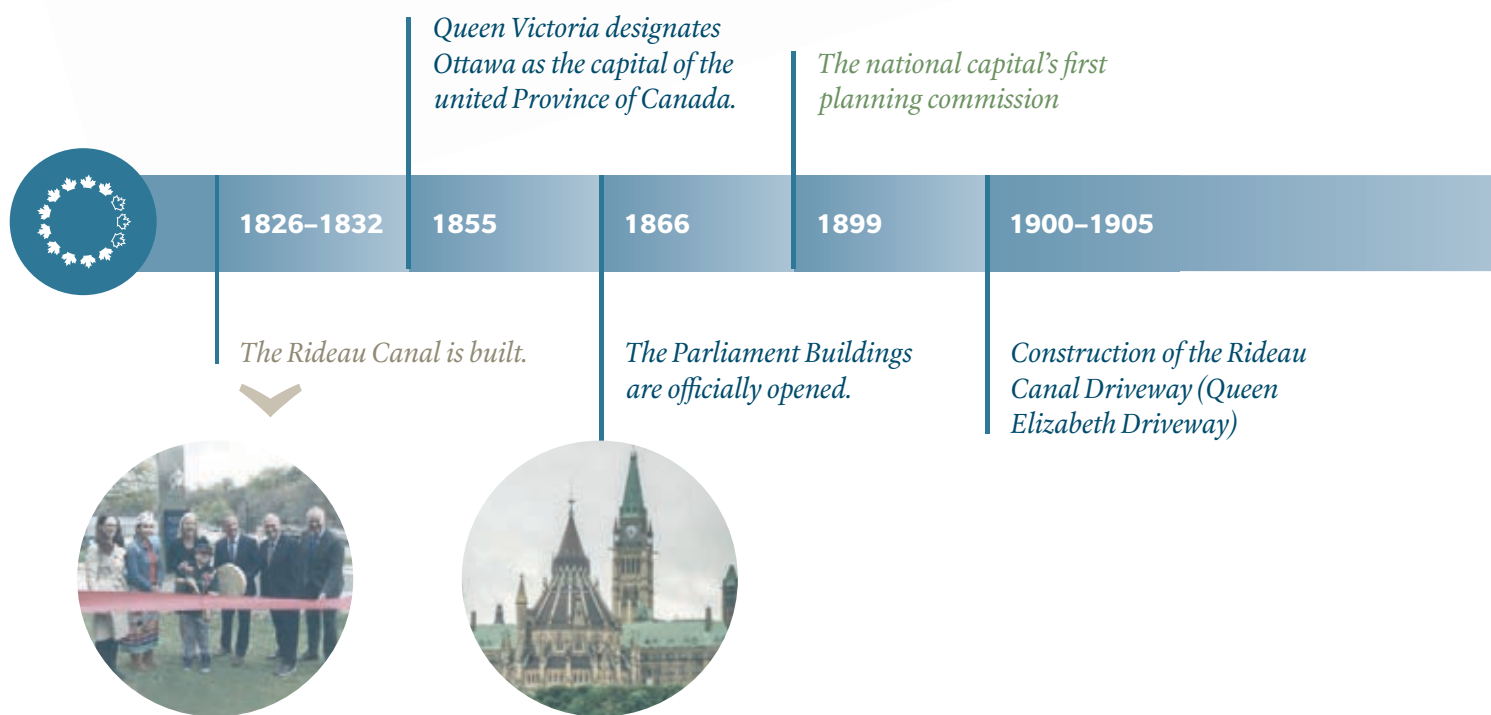 Queen Victoria designates
Ottawa as the capital of the
united Province of Canada.
The national capital’s first
planning commission
1826–1832
1855
1866
1899
1900–1905
The Rideau Canal is built.
The Parliament Buildings
are officially opened.
Construction of the Rideau
Canal Driveway (Queen
Elizabeth Driveway)